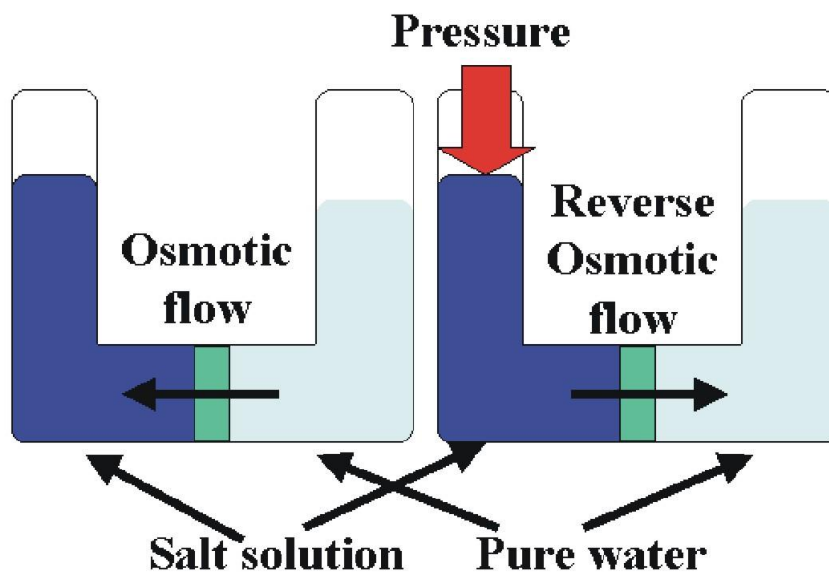 Pressure
Osmotic
flow
Reverse
Osmotic
flow
Salt solution
Pure water